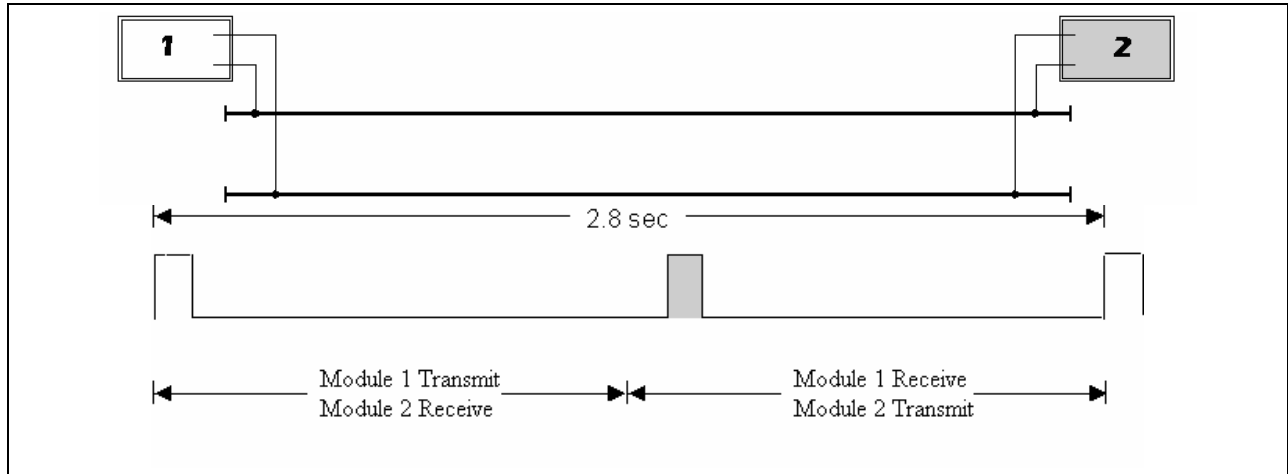 1
2
2.8 sec
Module 1 Transmit
Module 2 Receive
Module 1 Receive
Module 2 Transmit